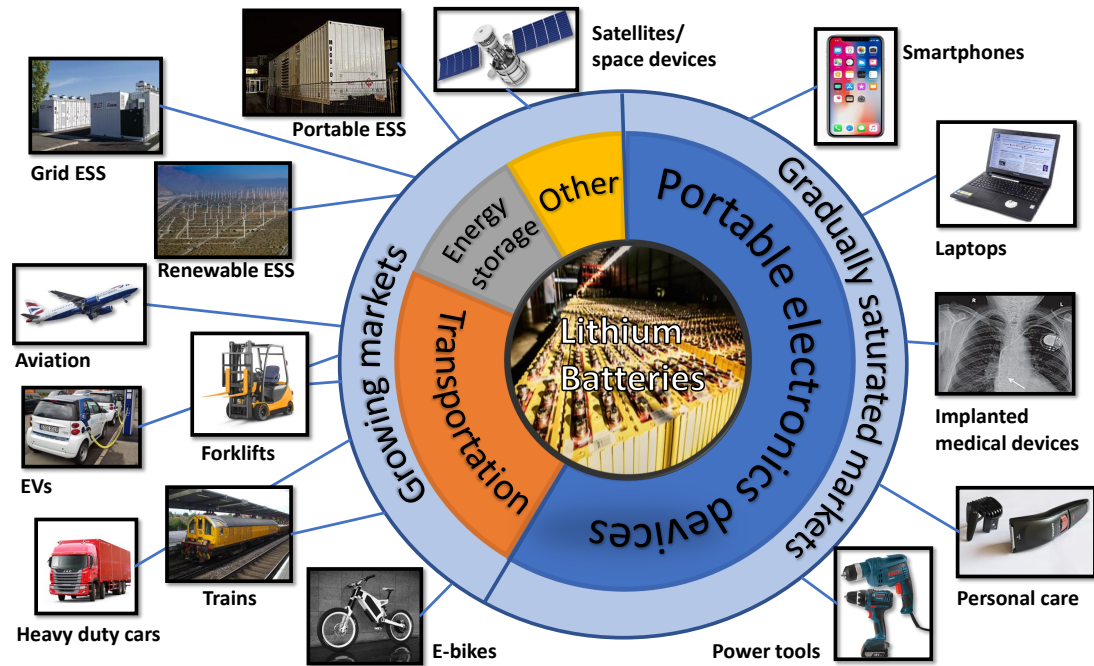 Satellites/
space devices
Smartphones
Portable ESS
Grid ESS
Renewable ESS
Laptops
Aviation
Forklifts
Implanted
medical devices
EVs
Trains
Heavy duty cars
E-bikes
Power tools
Personal care
Other
Energy
storage
Transportation
Portable electronics devices
Growing markets
Gradually saturated markets
Lithium
Batteries
R
L